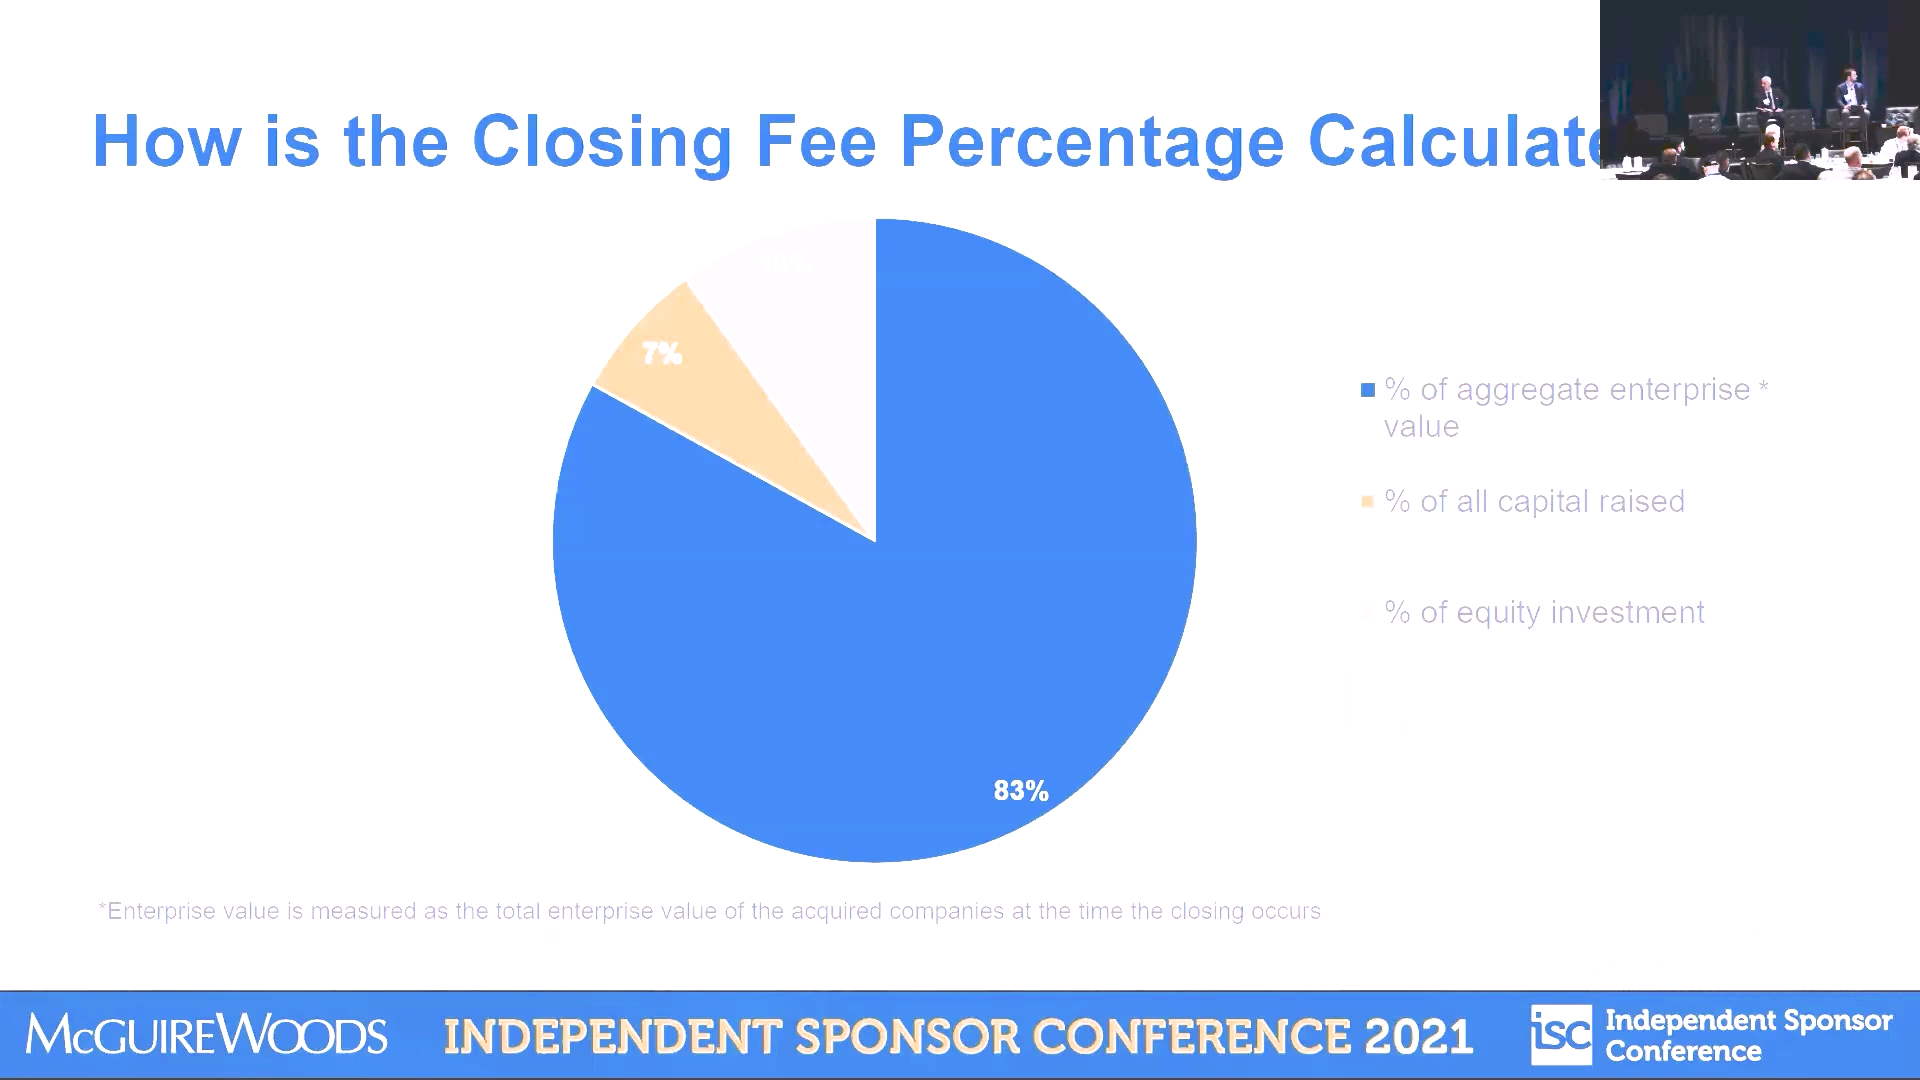 How is the Closing Fee Percentage Calculate
10%
7%
83%
% of aggregate enterprise *
value
% of all capital raised
% of equity investment
*Enterprise value is measured as the total enterprise value of the acquired companies at the time the closing occurs
McGUIREWOODS
INDEPENDENT SPONSOR CONFERENCE 2021
isc
Independent Sponsor
Conference